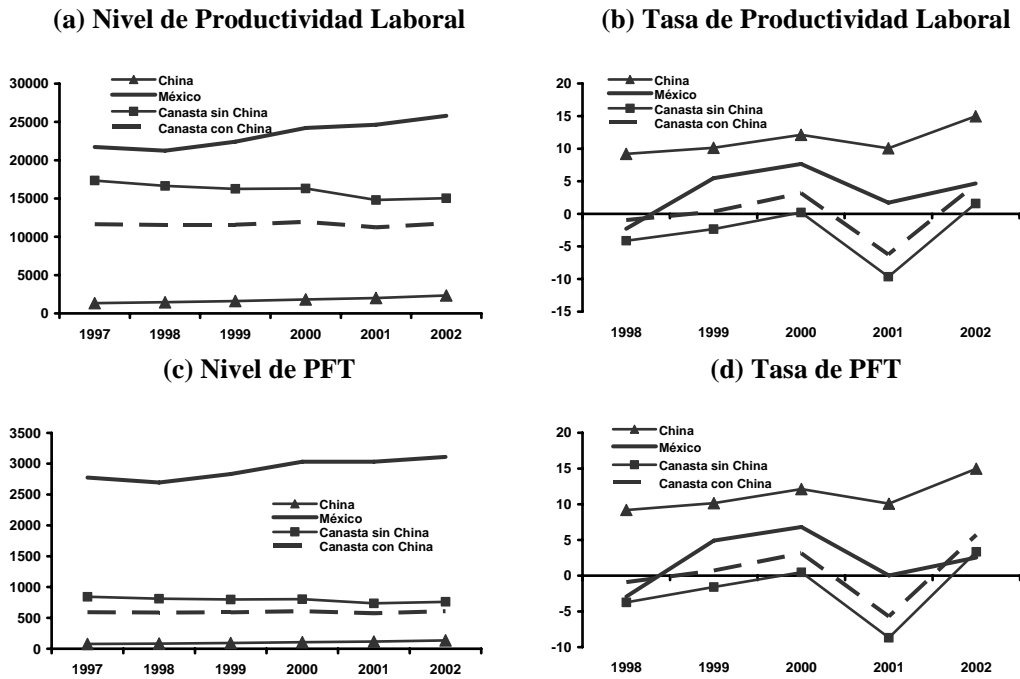 (a) Nivel de Productividad Laboral
30000
25000
20000
15000
10000
5000
0
China
México
Canasta sin China
Canasta con China
1997 1998 1999 2000 2001 2002
(b) Tasa de Productividad Laboral
20
15
10
5
0
-5
-10
-15
China
México
Canasta sin China
Canasta con China
1998 1999 2000 2001 2002
(c) Nivel de PFT
3500
3000
2500
2000
1500
1000
500
0
China
México
Canasta sin China
Canasta con China
1997 1998 1999 2000 2001 2002
(d) Tasa de PFT
20
15
10
5
0
-5
-10
China
México
Canasta sin China
Canasta con China
1998 1999 2000 2001 2002